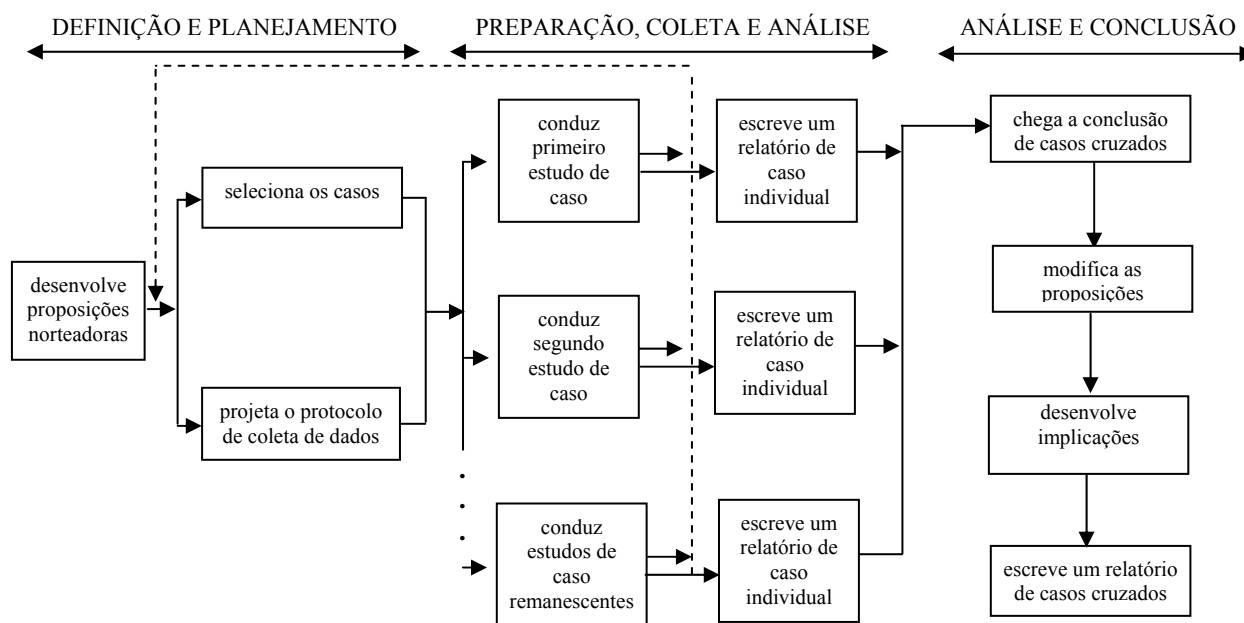 DEFINIÇÃO E PLANEJAMENTO
PREPARAÇÃO, COLETA E ANÁLISE
ANÁLISE E CONCLUSÃO
desenvolve
proposições
norteadoras
seleciona os casos
projeta o protocolo
de coleta de dados
conduz
primeiro
estudo de
caso
escreve um
relatório de
caso
individual
conduz
segundo
estudo de
caso
escreve um
relatório de
caso
individual
conduz
estudos de
caso
remanescentes
escreve um
relatório de
caso
individual
chega a conclusão
de casos cruzados
modifica as
proposições
desenvolve
implicações
escreve um relatório
de casos cruzados